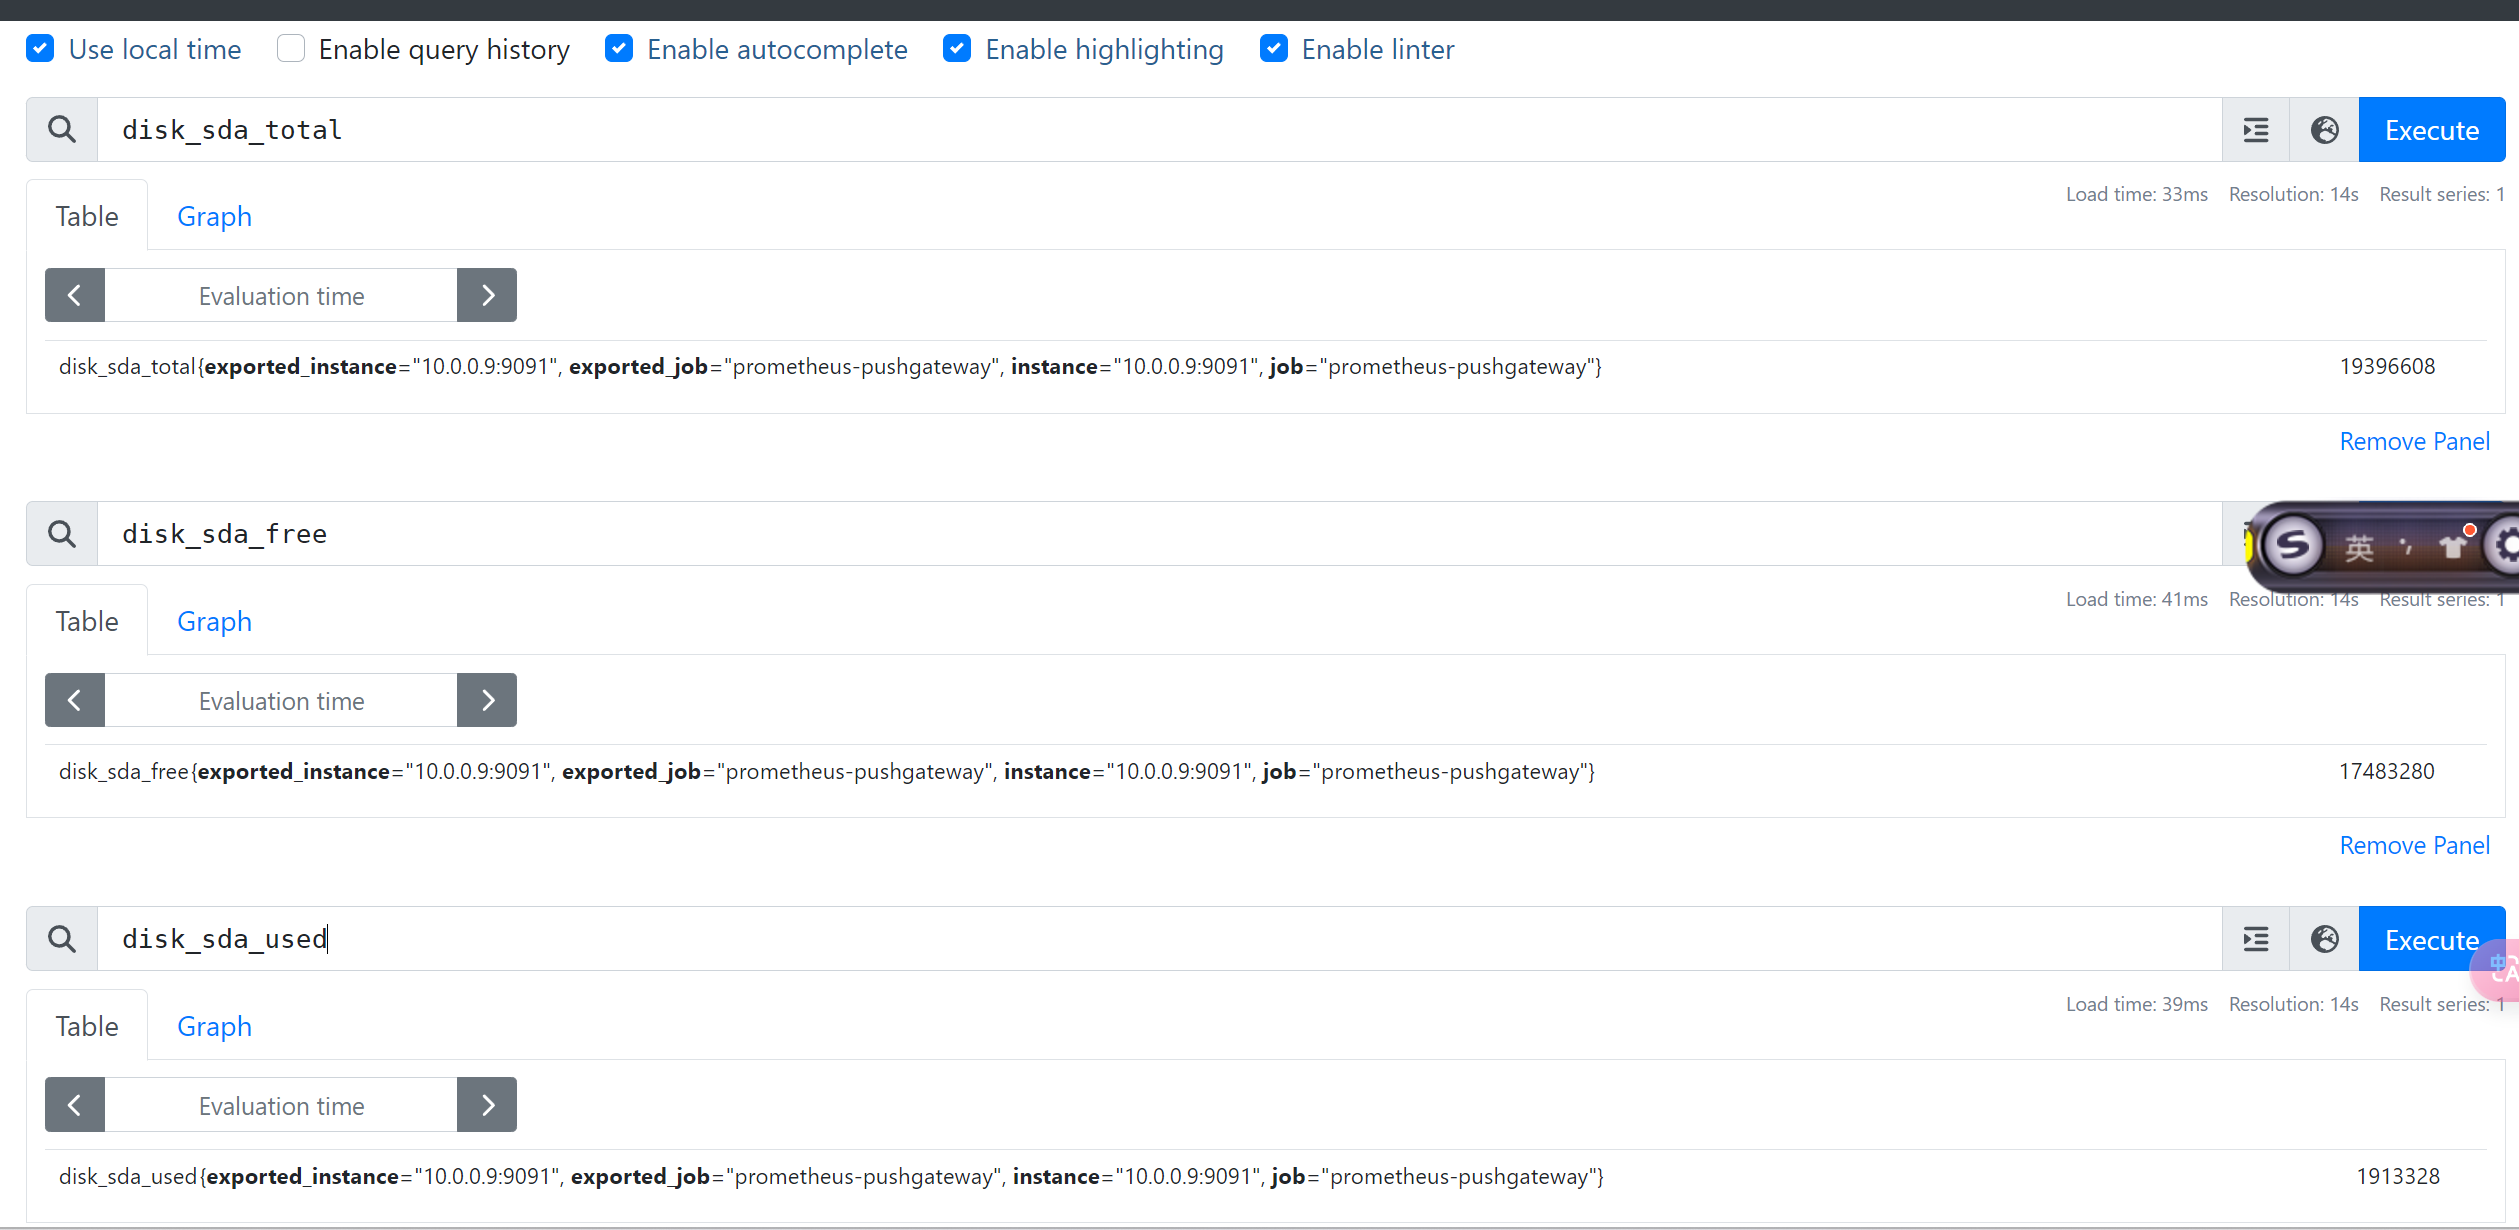 Use local time Enable query history Enable autocomplete Enable highlighting Enable linter
disk_sda_total Execute
Load time: 33ms Resolution: 14s Result series: 1
Table Graph
Evaluation time
disk_sda_total{exported_instance="10.0.0.9:9091", exported_job="prometheus-pushgateway", instance="10.0.0.9:9091", job="prometheus-pushgateway"} 19396608
Remove Panel
disk_sda_free
S 英 ·,
Load time: 41ms Resolution: 14s Result series: 1
Table Graph
Evaluation time
disk_sda_free{exported_instance="10.0.0.9:9091", exported_job="prometheus-pushgateway", instance="10.0.0.9:9091", job="prometheus-pushgateway"} 17483280
Remove Panel
disk_sda_used Execute
中 A
Load time: 39ms Resolution: 14s Result series: 1
Table Graph
Evaluation time
disk_sda_used{exported_instance="10.0.0.9:9091", exported_job="prometheus-pushgateway", instance="10.0.0.9:9091", job="prometheus-pushgateway"} 1913328